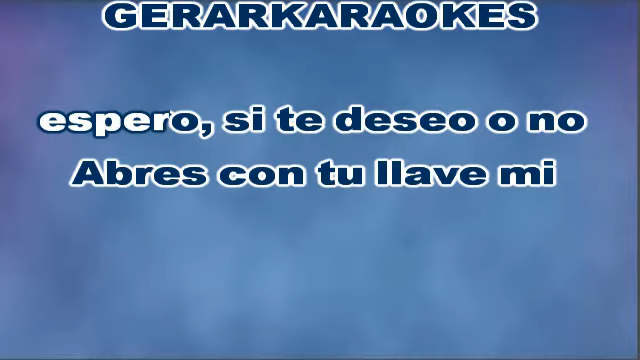 GERARKARAOKES
espero, si te deseo o no
Abres con tu llave mi